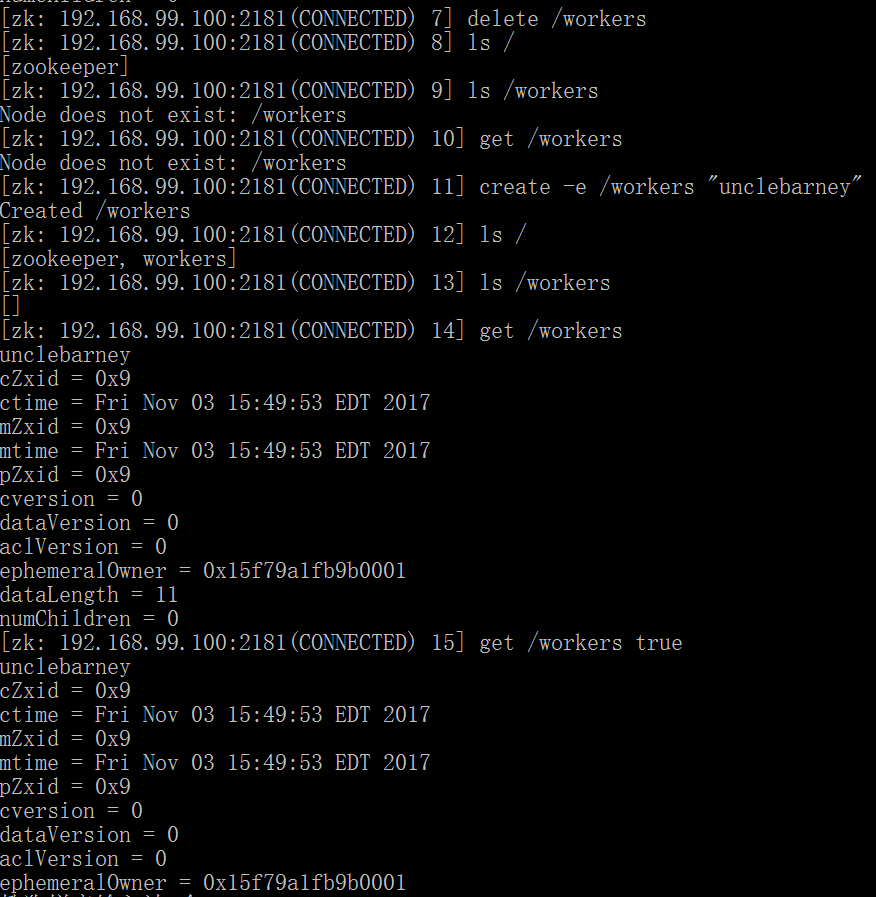 [zk: 192.168.99.100:2181(CONNECTED) 7] delete /workers
[zk: 192.168.99.100:2181(CONNECTED) 8] ls /
[zookeeper]
[zk: 192.168.99.100:2181(CONNECTED) 9] ls /workers
Node does not exist: /workers
[zk: 192.168.99.100:2181(CONNECTED) 10] get /workers
Node does not exist: /workers
[zk: 192.168.99.100:2181(CONNECTED) 11] create -e /workers "unclebarney"
Created /workers
[zk: 192.168.99.100:2181(CONNECTED) 12] ls /
[zookeeper, workers]
[zk: 192.168.99.100:2181(CONNECTED) 13] ls /workers
[]
[zk: 192.168.99.100:2181(CONNECTED) 14] get /workers
unclebarney
cZxid = 0x9
ctime = Fri Nov 03 15:49:53 EDT 2017
mZxid = 0x9
mtime = Fri Nov 03 15:49:53 EDT 2017
pZxid = 0x9
cversion = 0
dataVersion = 0
aclVersion = 0
ephemeralOwner = 0x15f79a1fb9b0001
dataLength = 11
numChildren = 0
[zk: 192.168.99.100:2181(CONNECTED) 15] get /workers true
unclebarney
cZxid = 0x9
ctime = Fri Nov 03 15:49:53 EDT 2017
mZxid = 0x9
mtime = Fri Nov 03 15:49:53 EDT 2017
pZxid = 0x9
cversion = 0
dataVersion = 0
aclVersion = 0
ephemeralOwner = 0x15f79a1fb9b0001